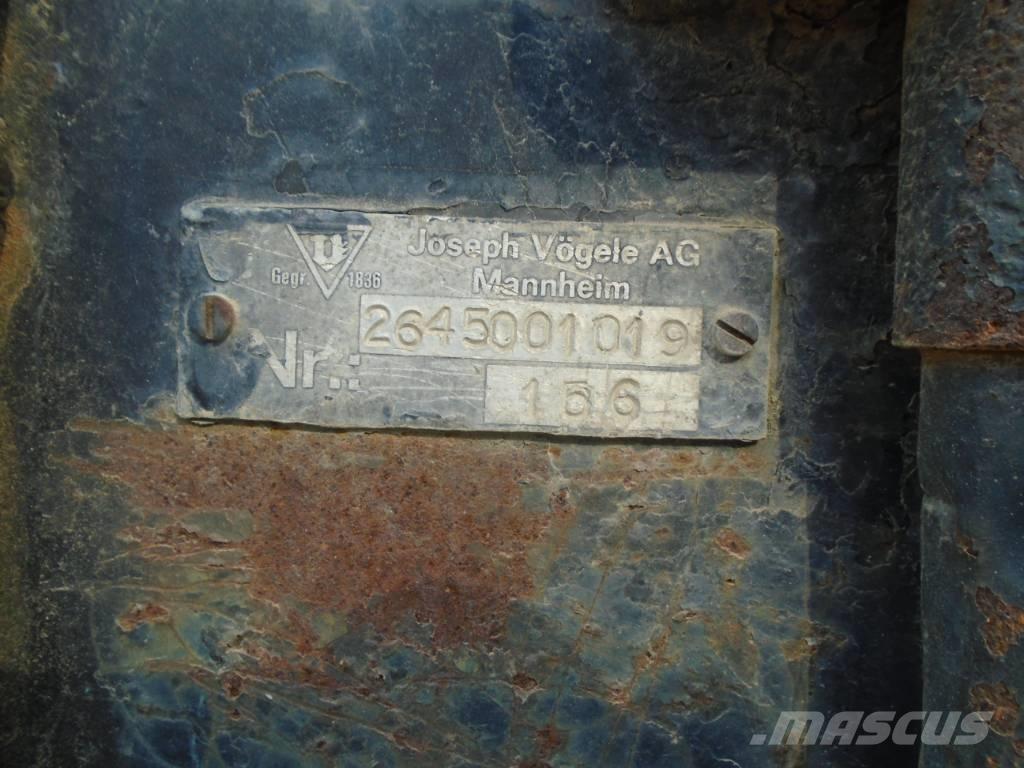 Joseph Vögele AG
Gegr. 1836
Mannheim
Nr.: 2645001019
156
.MASCUS